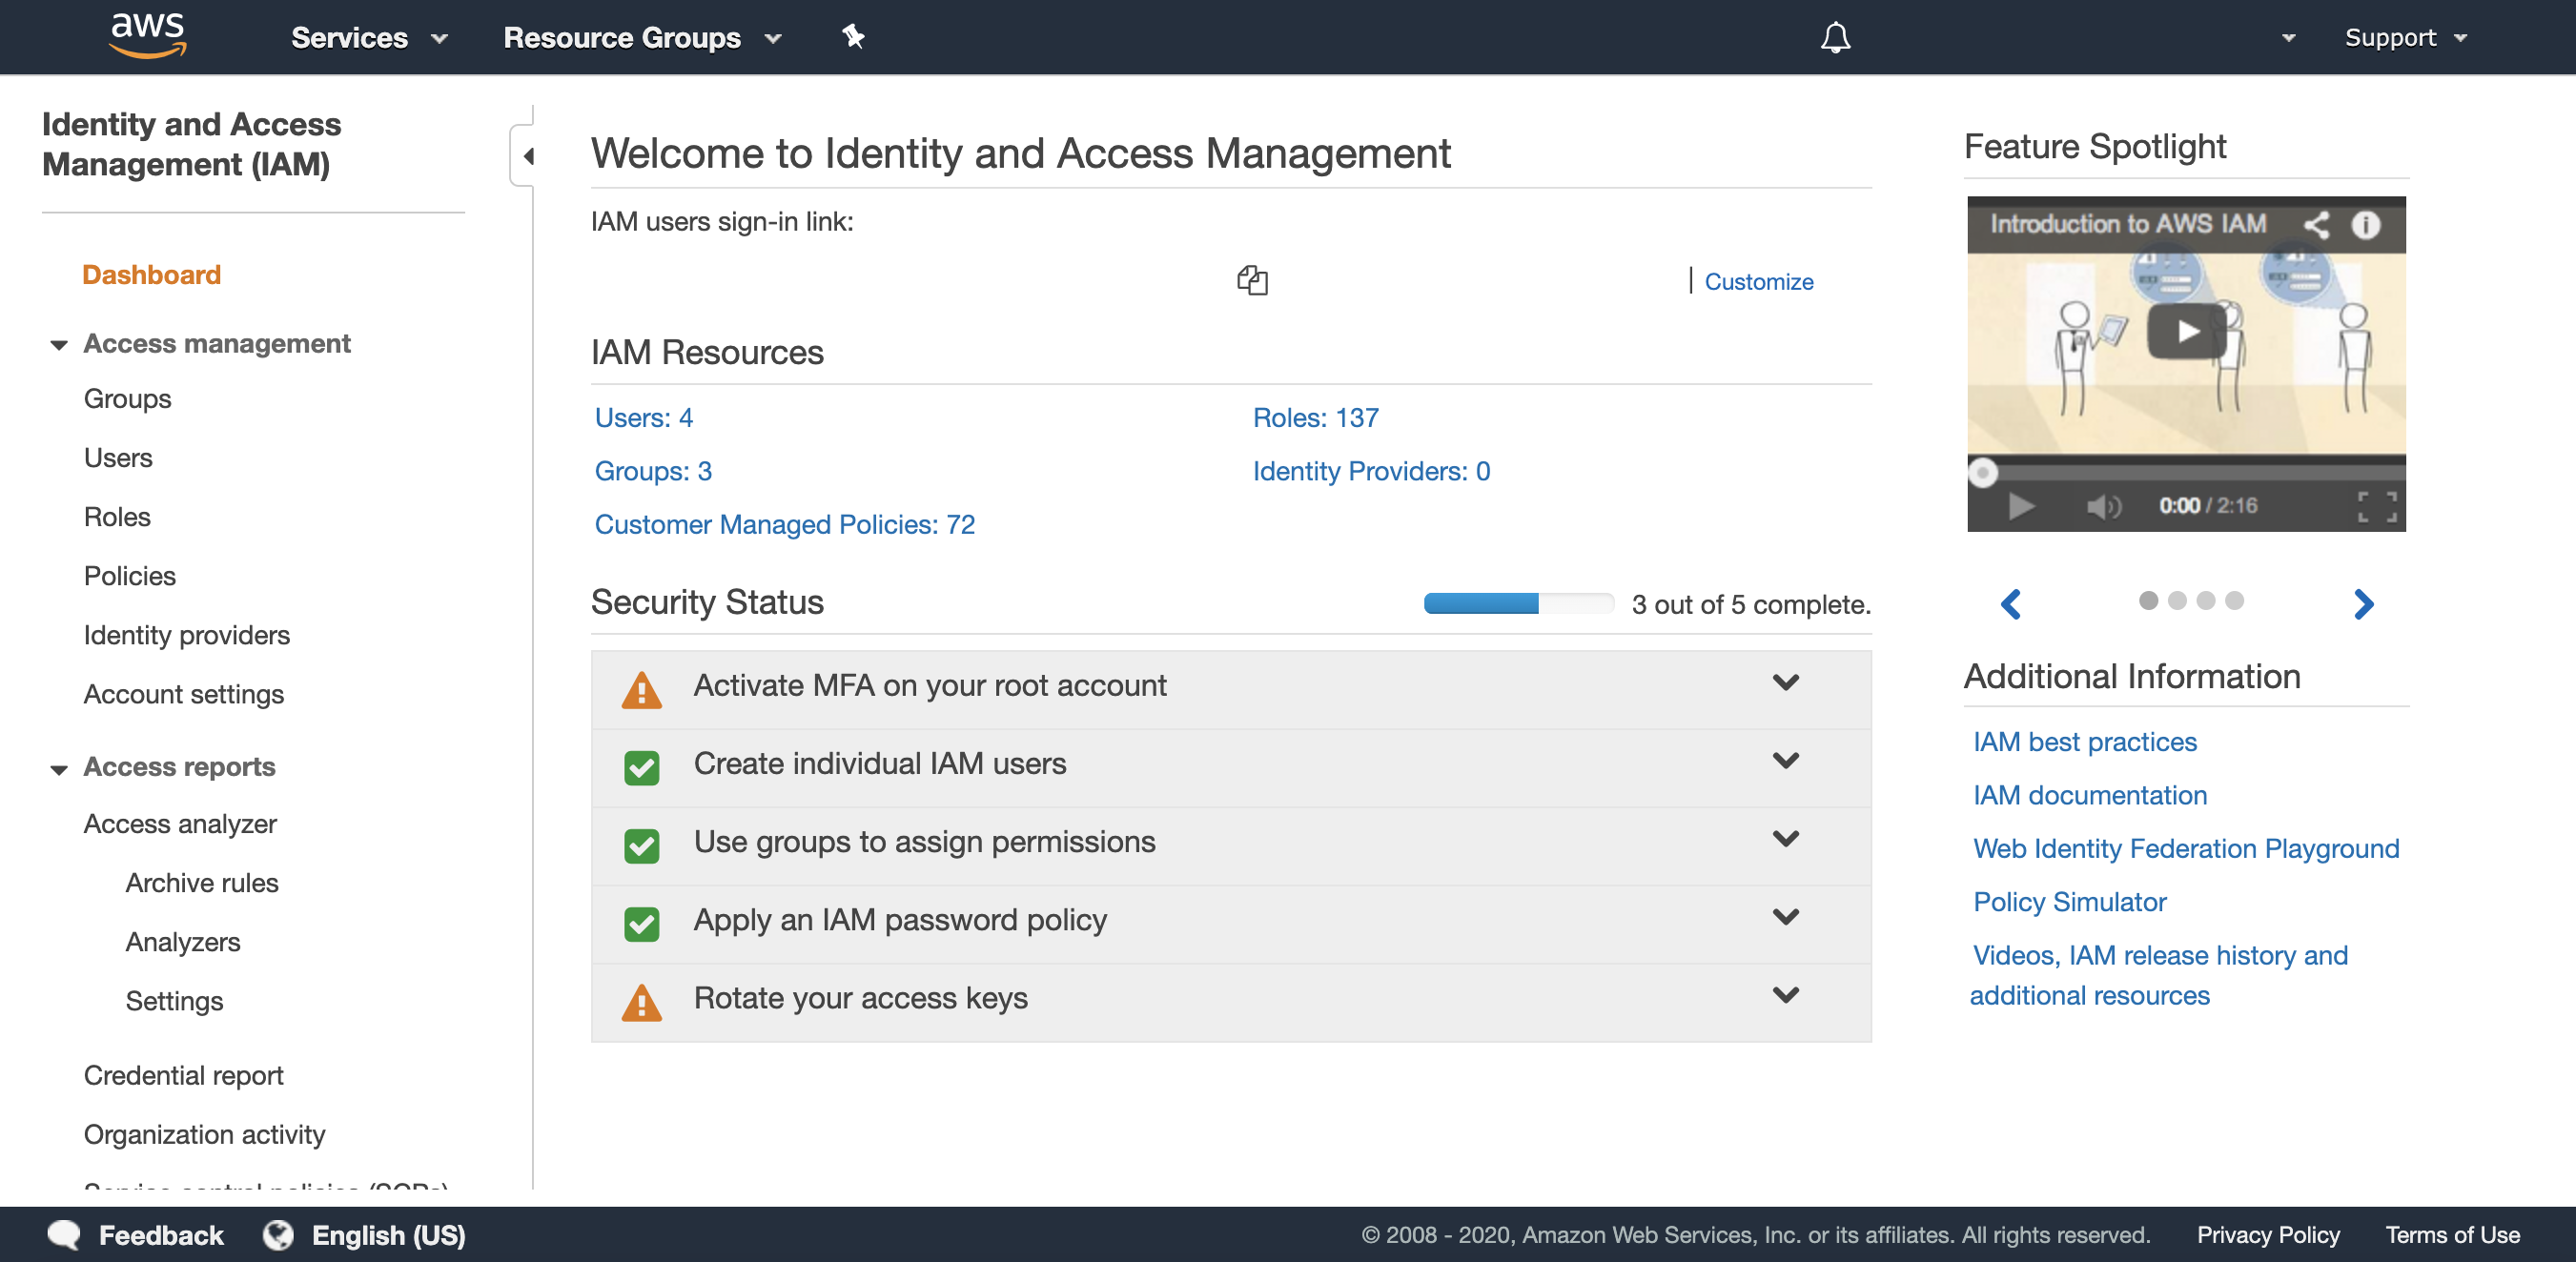 aws
Services
Resource Groups
Support
Identity and Access
Management (IAM)
Dashboard
Access management
Groups
Users
Roles
Policies
Identity providers
Account settings
Access reports
Access analyzer
Archive rules
Analyzers
Settings
Credential report
Organization activity
Service control policies (SCPs)
Welcome to Identity and Access Management
IAM users sign-in link:
| Customize
IAM Resources
Users: 4
Roles: 137
Groups: 3
Identity Providers: 0
Customer Managed Policies: 72
Security Status
3 out of 5 complete.
Activate MFA on your root account
Create individual IAM users
Use groups to assign permissions
Apply an IAM password policy
Rotate your access keys
Feature Spotlight
Introduction to AWS IAM
0:00 / 2:16
Additional Information
IAM best practices
IAM documentation
Web Identity Federation Playground
Policy Simulator
Videos, IAM release history and
additional resources
Feedback
English (US)
© 2008 - 2020, Amazon Web Services, Inc. or its affiliates. All rights reserved.
Privacy Policy
Terms of Use